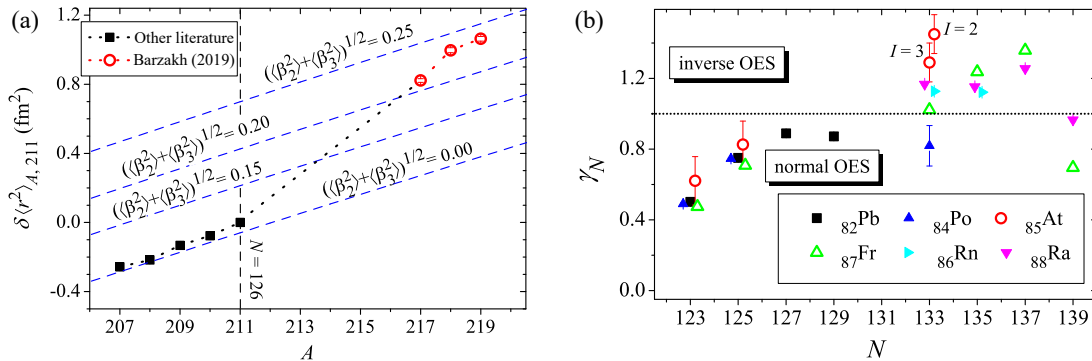 (a)
1.2
0.8
0.4
0.0
-0.4
δ⟨r²⟩A, 211 (fm²)
Other literature
Barzakh (2019)
(⟨β₂²⟩+⟨β₃²⟩)^1/2 = 0.25
(⟨β₂²⟩+⟨β₃²⟩)^1/2 = 0.20
(⟨β₂²⟩+⟨β₃²⟩)^1/2 = 0.15
(⟨β₂²⟩+⟨β₃²⟩)^1/2 = 0.00
N = 126
207 209 211 213 215 217 219
A
(b)
1.6
1.2
0.8
0.4
0.0
γN
inverse OES
I = 2
I = 3
normal OES
₈₂Pb ₈₄Po ₈₅At
₈₇Fr ₈₆Rn ₈₈Ra
123 125 127 129 131 133 135 137 139
N